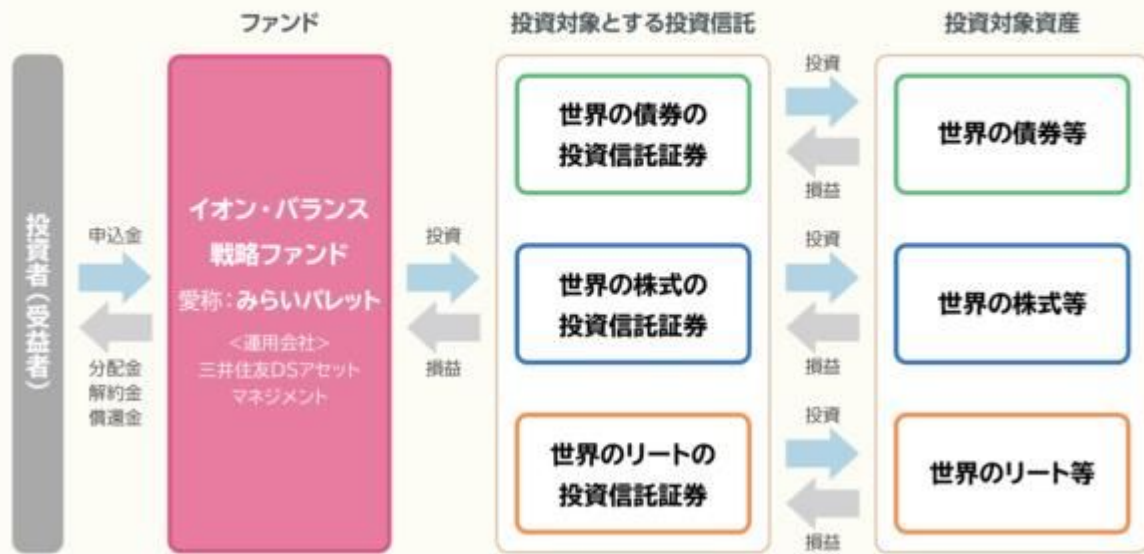 ファンド
投資対象とする投資信託
投資対象資産
投資者(受益者)
申込金
分配金
解約金
償還金
イオン・バランス
戦略ファンド
愛称:みらいパレット
<運用会社>
三井住友DSアセット
マネジメント
投資
損益
世界の債券の
投資信託証券
投資
損益
世界の債券等
世界の株式の
投資信託証券
投資
損益
世界の株式等
世界のリートの
投資信託証券
投資
損益
世界のリート等